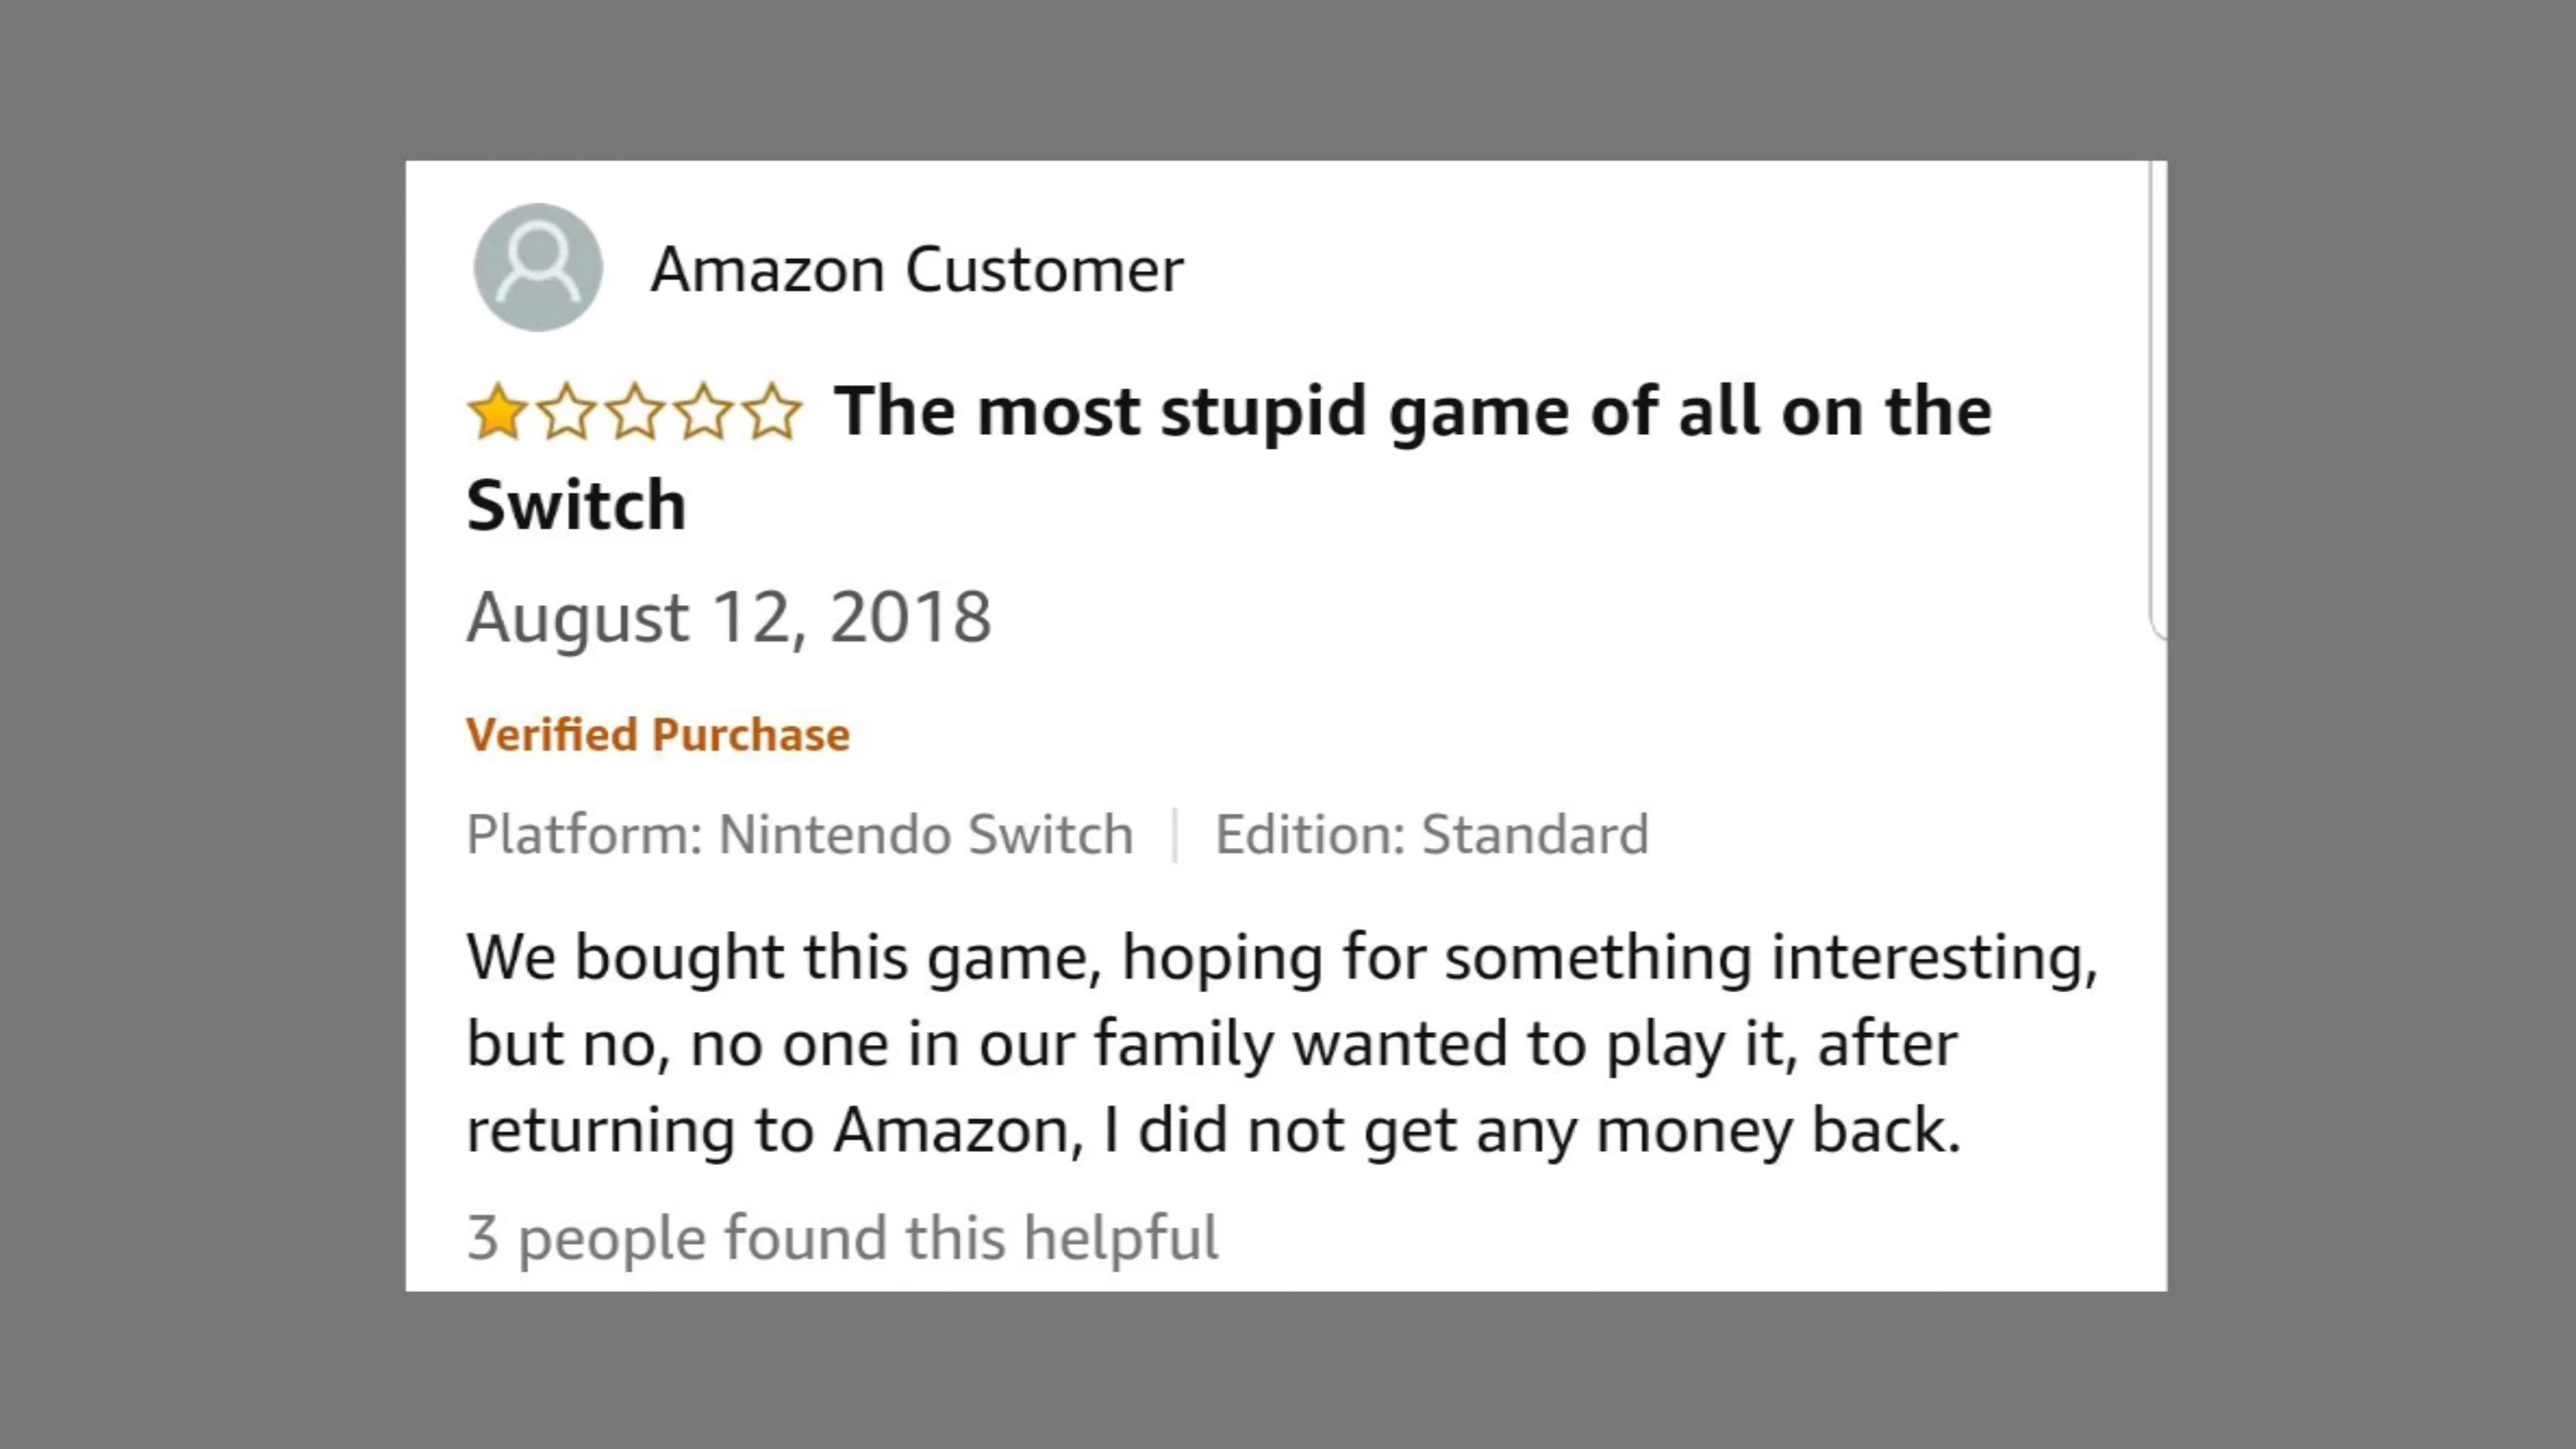 Amazon Customer
The most stupid game of all on the
Switch
August 12, 2018
Verified Purchase
Platform: Nintendo Switch | Edition: Standard
We bought this game, hoping for something interesting,
but no, no one in our family wanted to play it, after
returning to Amazon, I did not get any money back.
3 people found this helpful